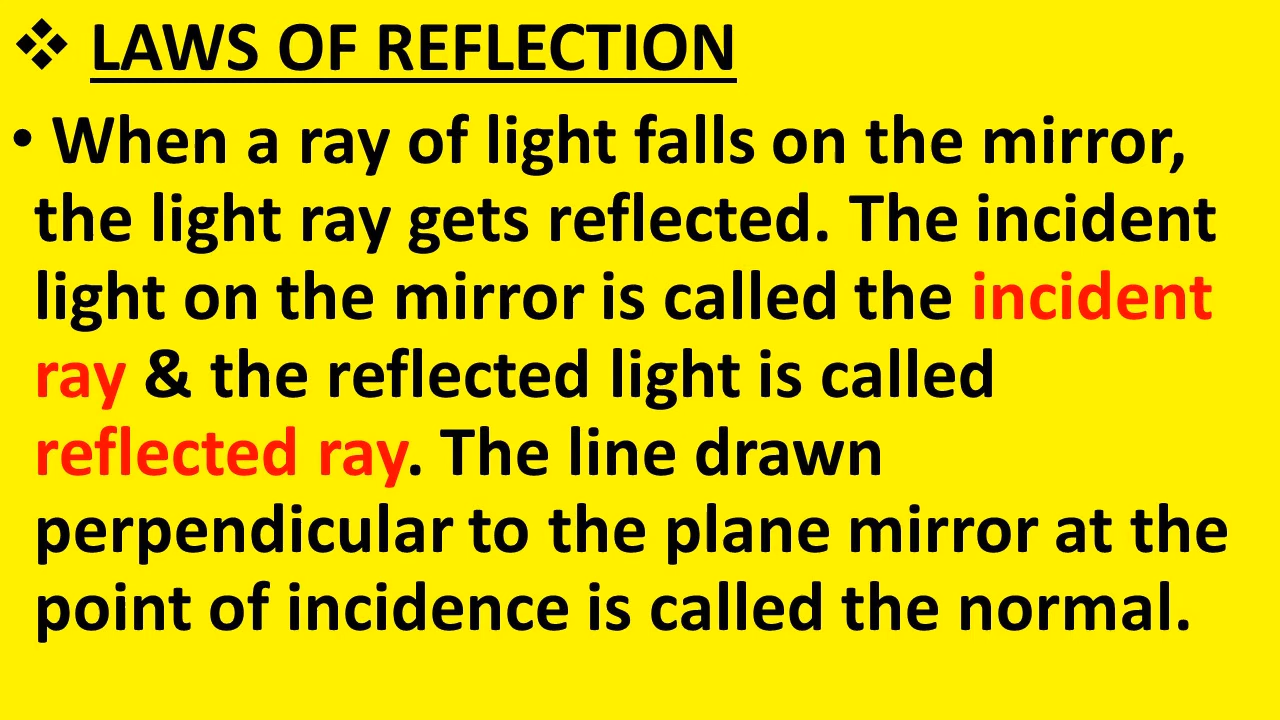 ❖ LAWS OF REFLECTION
• When a ray of light falls on the mirror,
the light ray gets reflected. The incident
light on the mirror is called the incident
ray & the reflected light is called
reflected ray. The line drawn
perpendicular to the plane mirror at the
point of incidence is called the normal.